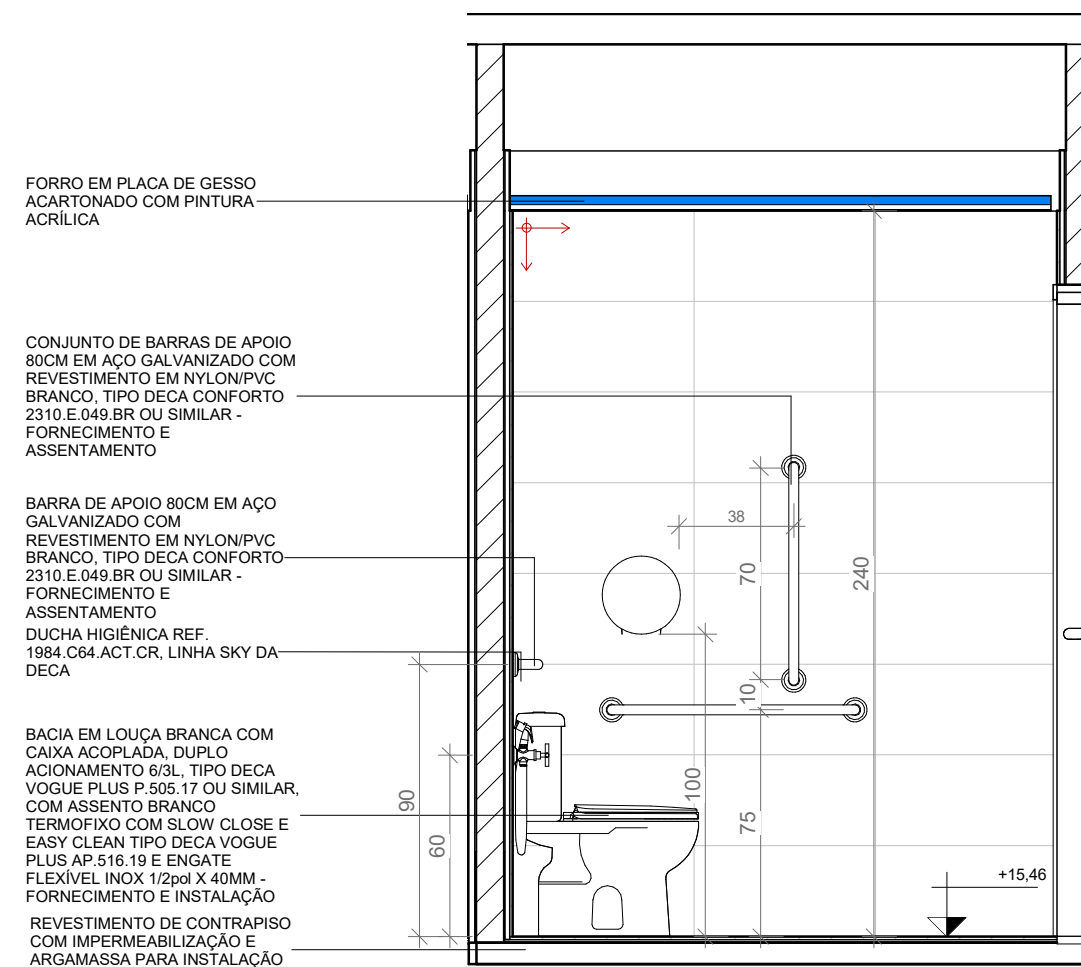 FORRO EM PLACA DE GESSO
ACARTONADO COM PINTURA
ACRÍLICA
CONJUNTO DE BARRAS DE APOIO
80CM EM AÇO GALVANIZADO COM
REVESTIMENTO EM NYLON/PVC
BRANCO, TIPO DECA CONFORTO
2310.E.049.BR OU SIMILAR -
FORNECIMENTO E
ASSENTAMENTO
BARRA DE APOIO 80CM EM AÇO
GALVANIZADO COM
REVESTIMENTO EM NYLON/PVC
BRANCO, TIPO DECA CONFORTO
2310.E.049.BR OU SIMILAR -
FORNECIMENTO E
ASSENTAMENTO
DUCHA HIGIÊNICA REF.
1984.C64.ACT.CR, LINHA SKY DA
DECA
BACIA EM LOUÇA BRANCA COM
CAIXA ACOPLADA, DUPLO
ACIONAMENTO 6/3L, TIPO DECA
VOGUE PLUS P.505.17 OU SIMILAR,
COM ASSENTO BRANCO
TERMOFIXO COM SLOW CLOSE E
EASY CLEAN TIPO DECA VOGUE
PLUS AP.516.19 E ENGATE
FLEXÍVEL INOX 1/2pol X 40MM -
FORNECIMENTO E INSTALAÇÃO
REVESTIMENTO DE CONTRAPISO
COM IMPERMEABILIZAÇÃO E
ARGAMASSA PARA INSTALAÇÃO
38
70
240
10
100
75
90
60
+15,46